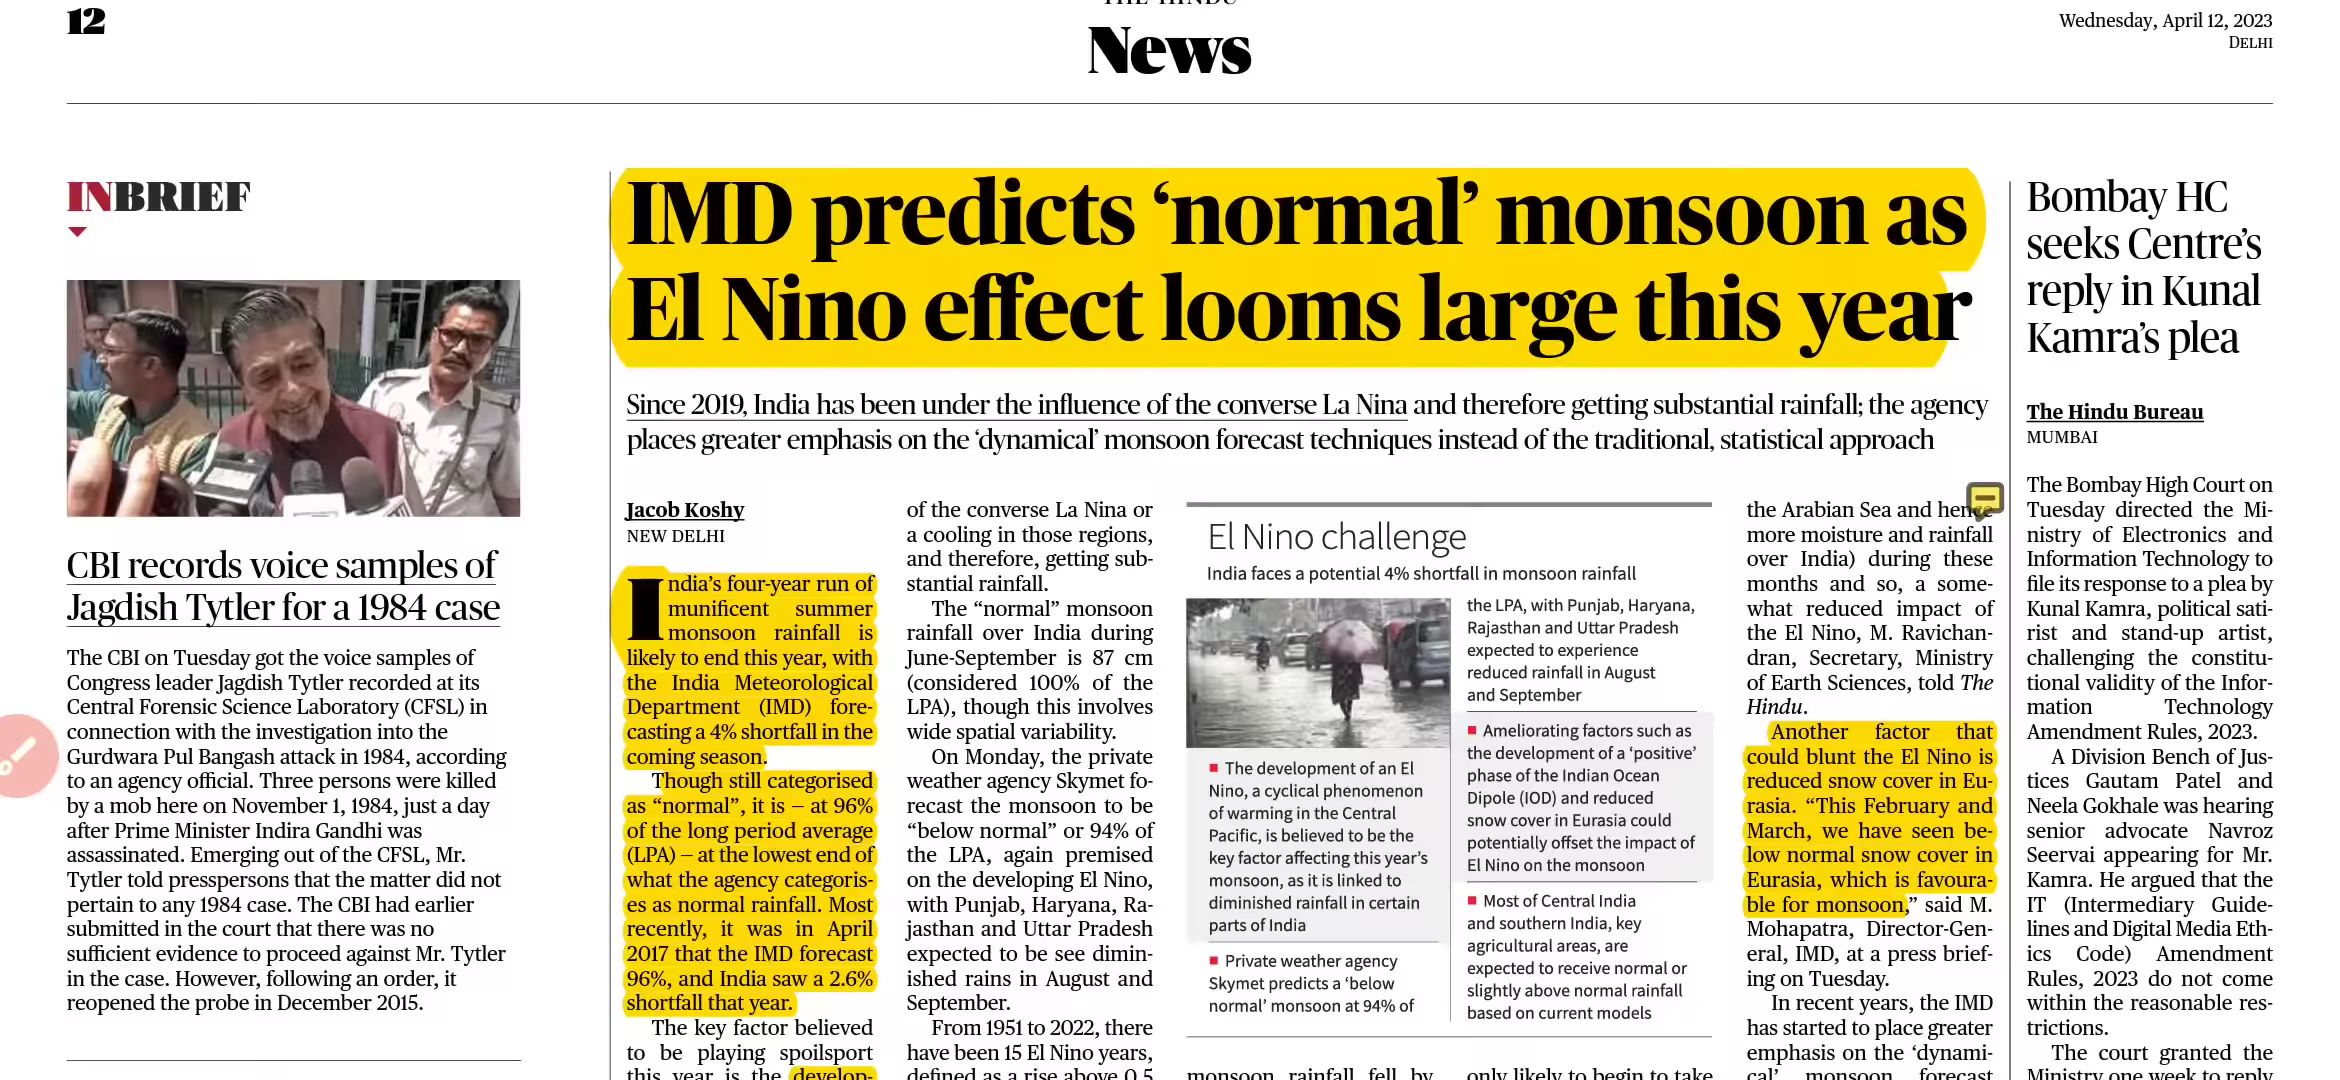 12
THE HINDU
News
Wednesday, April 12, 2023
DELHI
INBRIEF
CBI records voice samples of
Jagdish Tytler for a 1984 case
The CBI on Tuesday got the voice samples of
Congress leader Jagdish Tytler recorded at its
Central Forensic Science Laboratory (CFSL) in
connection with the investigation into the
Gurdwara Pul Bangash attack in 1984, according
to an agency official. Three persons were killed
by a mob here on November 1, 1984, just a day
after Prime Minister Indira Gandhi was
assassinated. Emerging out of the CFSL, Mr.
Tytler told presspersons that the matter did not
pertain to any 1984 case. The CBI had earlier
submitted in the court that there was no
sufficient evidence to proceed against Mr. Tytler
in the case. However, following an order, it
reopened the probe in December 2015.
IMD predicts ‘normal’ monsoon as
El Nino effect looms large this year
Since 2019, India has been under the influence of the converse La Nina and therefore getting substantial rainfall; the agency
places greater emphasis on the ‘dynamical’ monsoon forecast techniques instead of the traditional, statistical approach
Jacob Koshy
NEW DELHI
India’s four-year run of
munificent summer
monsoon rainfall is
likely to end this year, with
the India Meteorological
Department (IMD) fore-
casting a 4% shortfall in the
coming season.
Though still categorised
as “normal”, it is – at 96%
of the long period average
(LPA) – at the lowest end of
what the agency categoris-
es as normal rainfall. Most
recently, it was in April
2017 that the IMD forecast
96%, and India saw a 2.6%
shortfall that year.
The key factor believed
to be playing spoilsport
this year is the develop-
of the converse La Nina or
a cooling in those regions,
and therefore, getting sub-
stantial rainfall.
The “normal” monsoon
rainfall over India during
June-September is 87 cm
(considered 100% of the
LPA), though this involves
wide spatial variability.
On Monday, the private
weather agency Skymet fo-
recast the monsoon to be
“below normal” or 94% of
the LPA, again premised
on the developing El Nino,
with Punjab, Haryana, Ra-
jasthan and Uttar Pradesh
expected to be see dimin-
ished rains in August and
September.
From 1951 to 2022, there
have been 15 El Nino years,
defined as a rise above 0.5
El Nino challenge
India faces a potential 4% shortfall in monsoon rainfall
The development of an El
Nino, a cyclical phenomenon
of warming in the Central
Pacific, is believed to be the
key factor affecting this year’s
monsoon, as it is linked to
diminished rainfall in certain
parts of India
Private weather agency
Skymet predicts a ‘below
normal’ monsoon at 94% of
the LPA, with Punjab, Haryana,
Rajasthan and Uttar Pradesh
expected to experience
reduced rainfall in August
and September
Ameliorating factors such as
the development of a ‘positive’
phase of the Indian Ocean
Dipole (IOD) and reduced
snow cover in Eurasia could
potentially offset the impact of
El Nino on the monsoon
Most of Central India
and southern India, key
agricultural areas, are
expected to receive normal or
slightly above normal rainfall
based on current models
monsoon rainfall fell by
only likely to begin to take
the Arabian Sea and hence
more moisture and rainfall
over India) during these
months and so, a some-
what reduced impact of
the El Nino, M. Ravichan-
dran, Secretary, Ministry
of Earth Sciences, told The
Hindu.
Another factor that
could blunt the El Nino is
reduced snow cover in Eu-
rasia. “This February and
March, we have seen be-
low normal snow cover in
Eurasia, which is favoura-
ble for monsoon,” said M.
Mohapatra, Director-Gen-
eral, IMD, at a press brief-
ing on Tuesday.
In recent years, the IMD
has started to place greater
emphasis on the ‘dynami-
cal’ monsoon forecast
Bombay HC
seeks Centre’s
reply in Kunal
Kamra’s plea
The Hindu Bureau
MUMBAI
The Bombay High Court on
Tuesday directed the Mi-
nistry of Electronics and
Information Technology to
file its response to a plea by
Kunal Kamra, political sati-
rist and stand-up artist,
challenging the constitu-
tional validity of the Infor-
mation Technology
Amendment Rules, 2023.
A Division Bench of Jus-
tices Gautam Patel and
Neela Gokhale was hearing
senior advocate Navroz
Seervai appearing for Mr.
Kamra. He argued that the
IT (Intermediary Guide-
lines and Digital Media Eth-
ics Code) Amendment
Rules, 2023 do not come
within the reasonable res-
trictions.
The court granted the
Ministry one week to reply